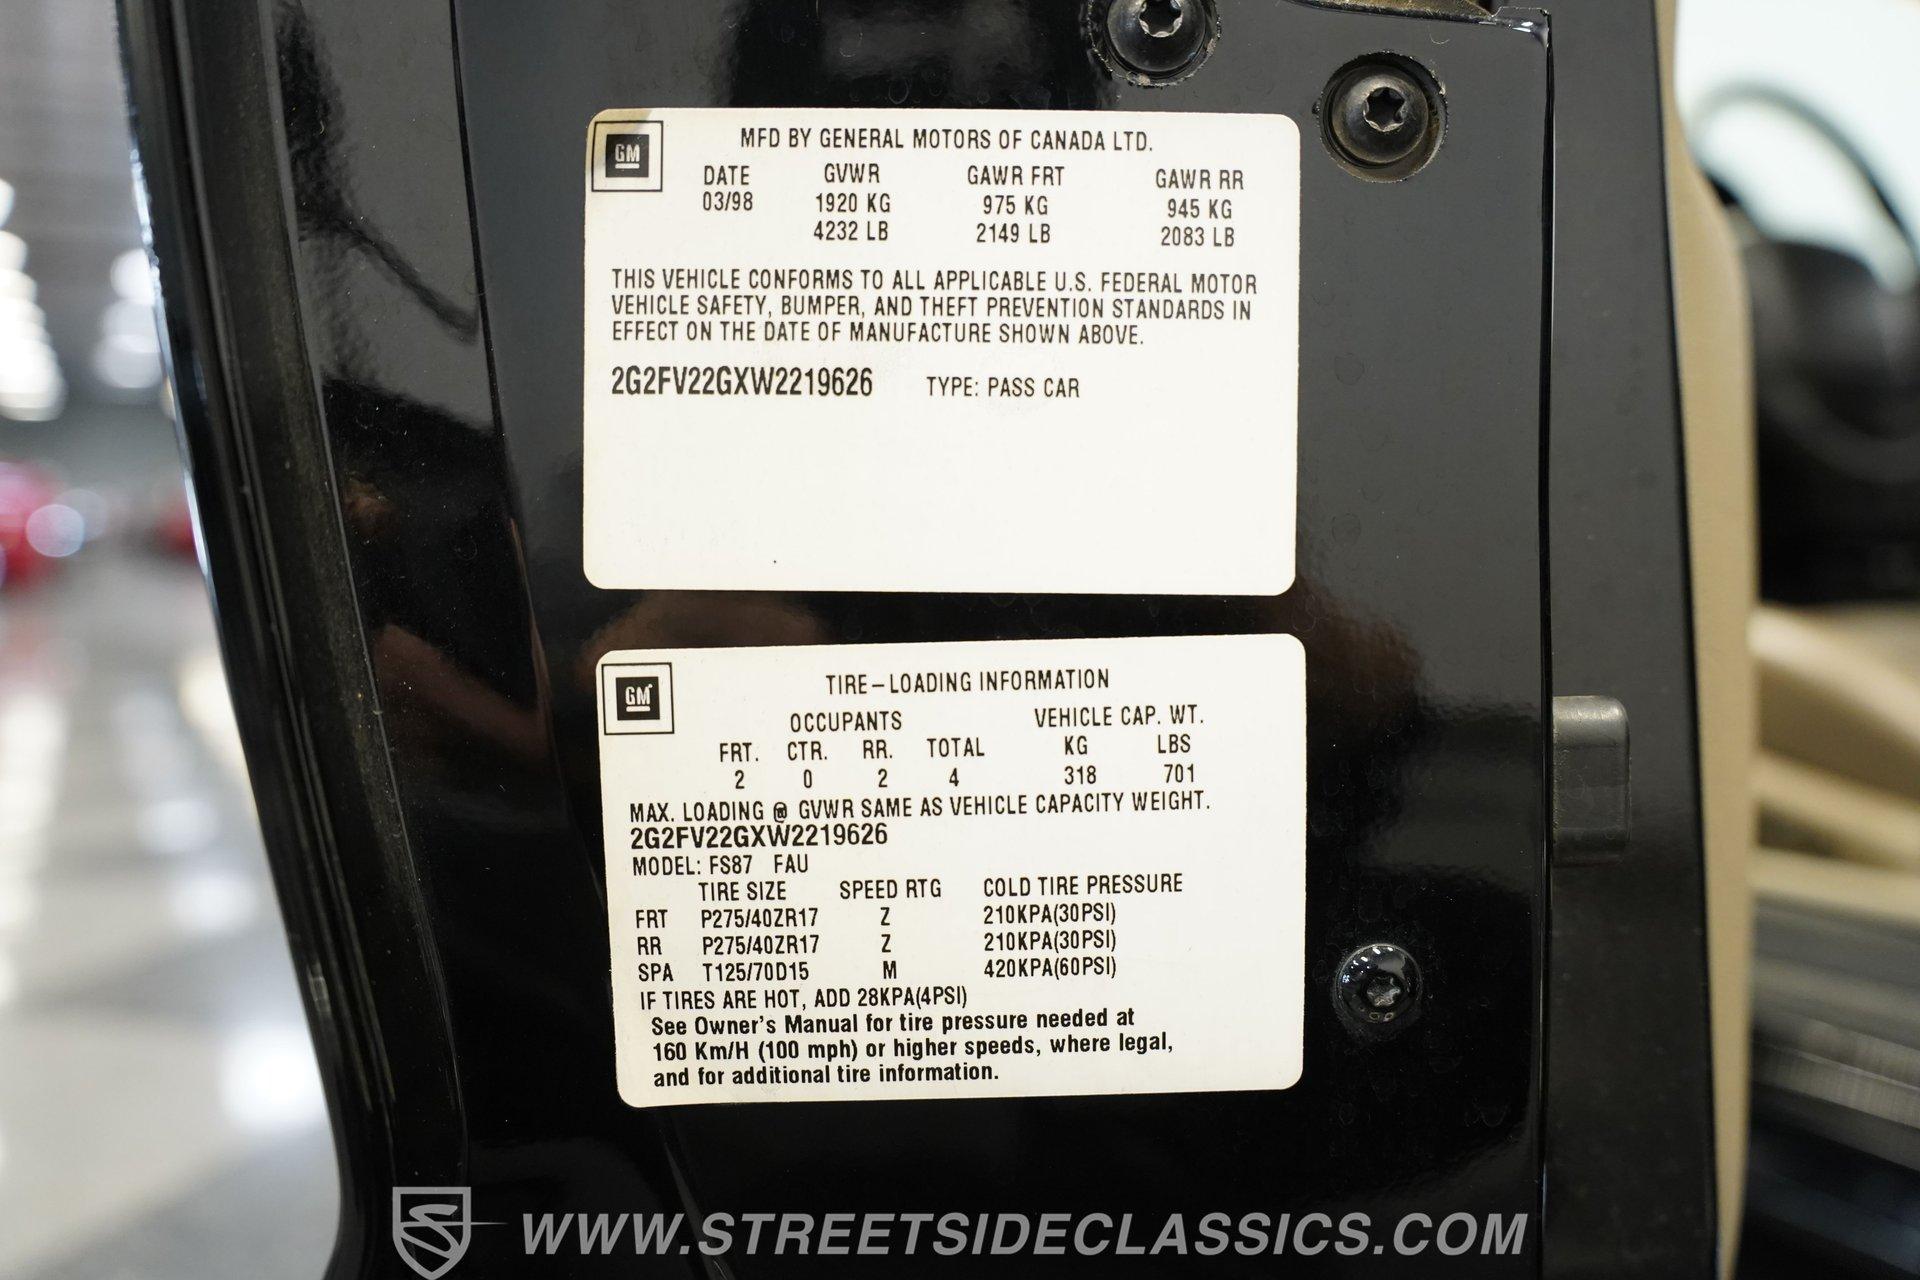 GM
MFD BY GENERAL MOTORS OF CANADA LTD.
DATE GVWR GAWR FRT GAWR RR
03/98 1920 KG 975 KG 945 KG
4232 LB 2149 LB 2083 LB
THIS VEHICLE CONFORMS TO ALL APPLICABLE U.S. FEDERAL MOTOR
VEHICLE SAFETY, BUMPER, AND THEFT PREVENTION STANDARDS IN
EFFECT ON THE DATE OF MANUFACTURE SHOWN ABOVE.
2G2FV22GXW2219626 TYPE: PASS CAR
GM
TIRE-LOADING INFORMATION
OCCUPANTS VEHICLE CAP. WT.
FRT. CTR. RR. TOTAL KG LBS
2 0 2 4 318 701
MAX. LOADING @ GVWR SAME AS VEHICLE CAPACITY WEIGHT.
2G2FV22GXW2219626
MODEL: FS87 FAU
TIRE SIZE SPEED RTG COLD TIRE PRESSURE
FRT P275/40ZR17 Z 210KPA(30PSI)
RR P275/40ZR17 Z 210KPA(30PSI)
SPA T125/70D15 M 420KPA(60PSI)
IF TIRES ARE HOT, ADD 28KPA(4PSI)
See Owner's Manual for tire pressure needed at
160 Km/H (100 mph) or higher speeds, where legal,
and for additional tire information.
WWW.STREETSIDECLASSICS.COM